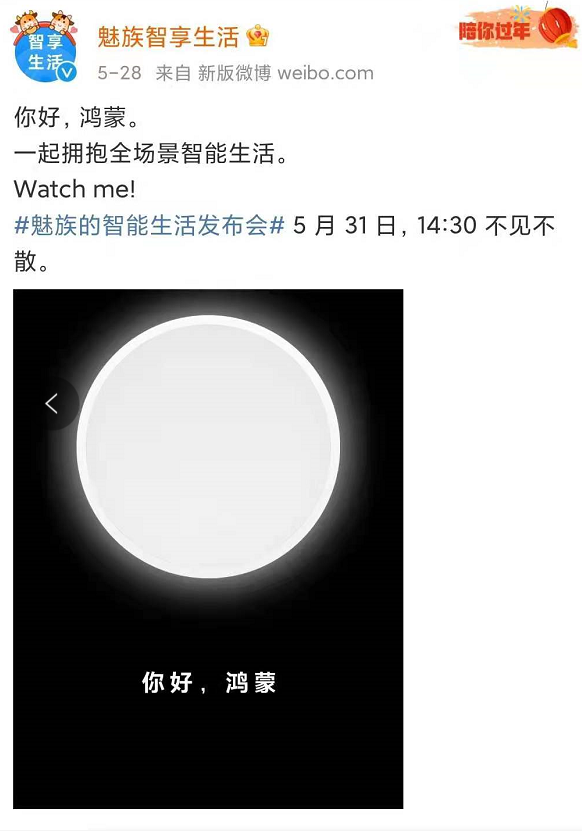 智享
生活
魅族智享生活
陪你过年
5-28 来自 新版微博 weibo.com
你好，鸿蒙。
一起拥抱全场景智能生活。
Watch me!
#魅族的智能生活发布会# 5 月 31 日，14:30 不见不
散。
你好，鸿蒙